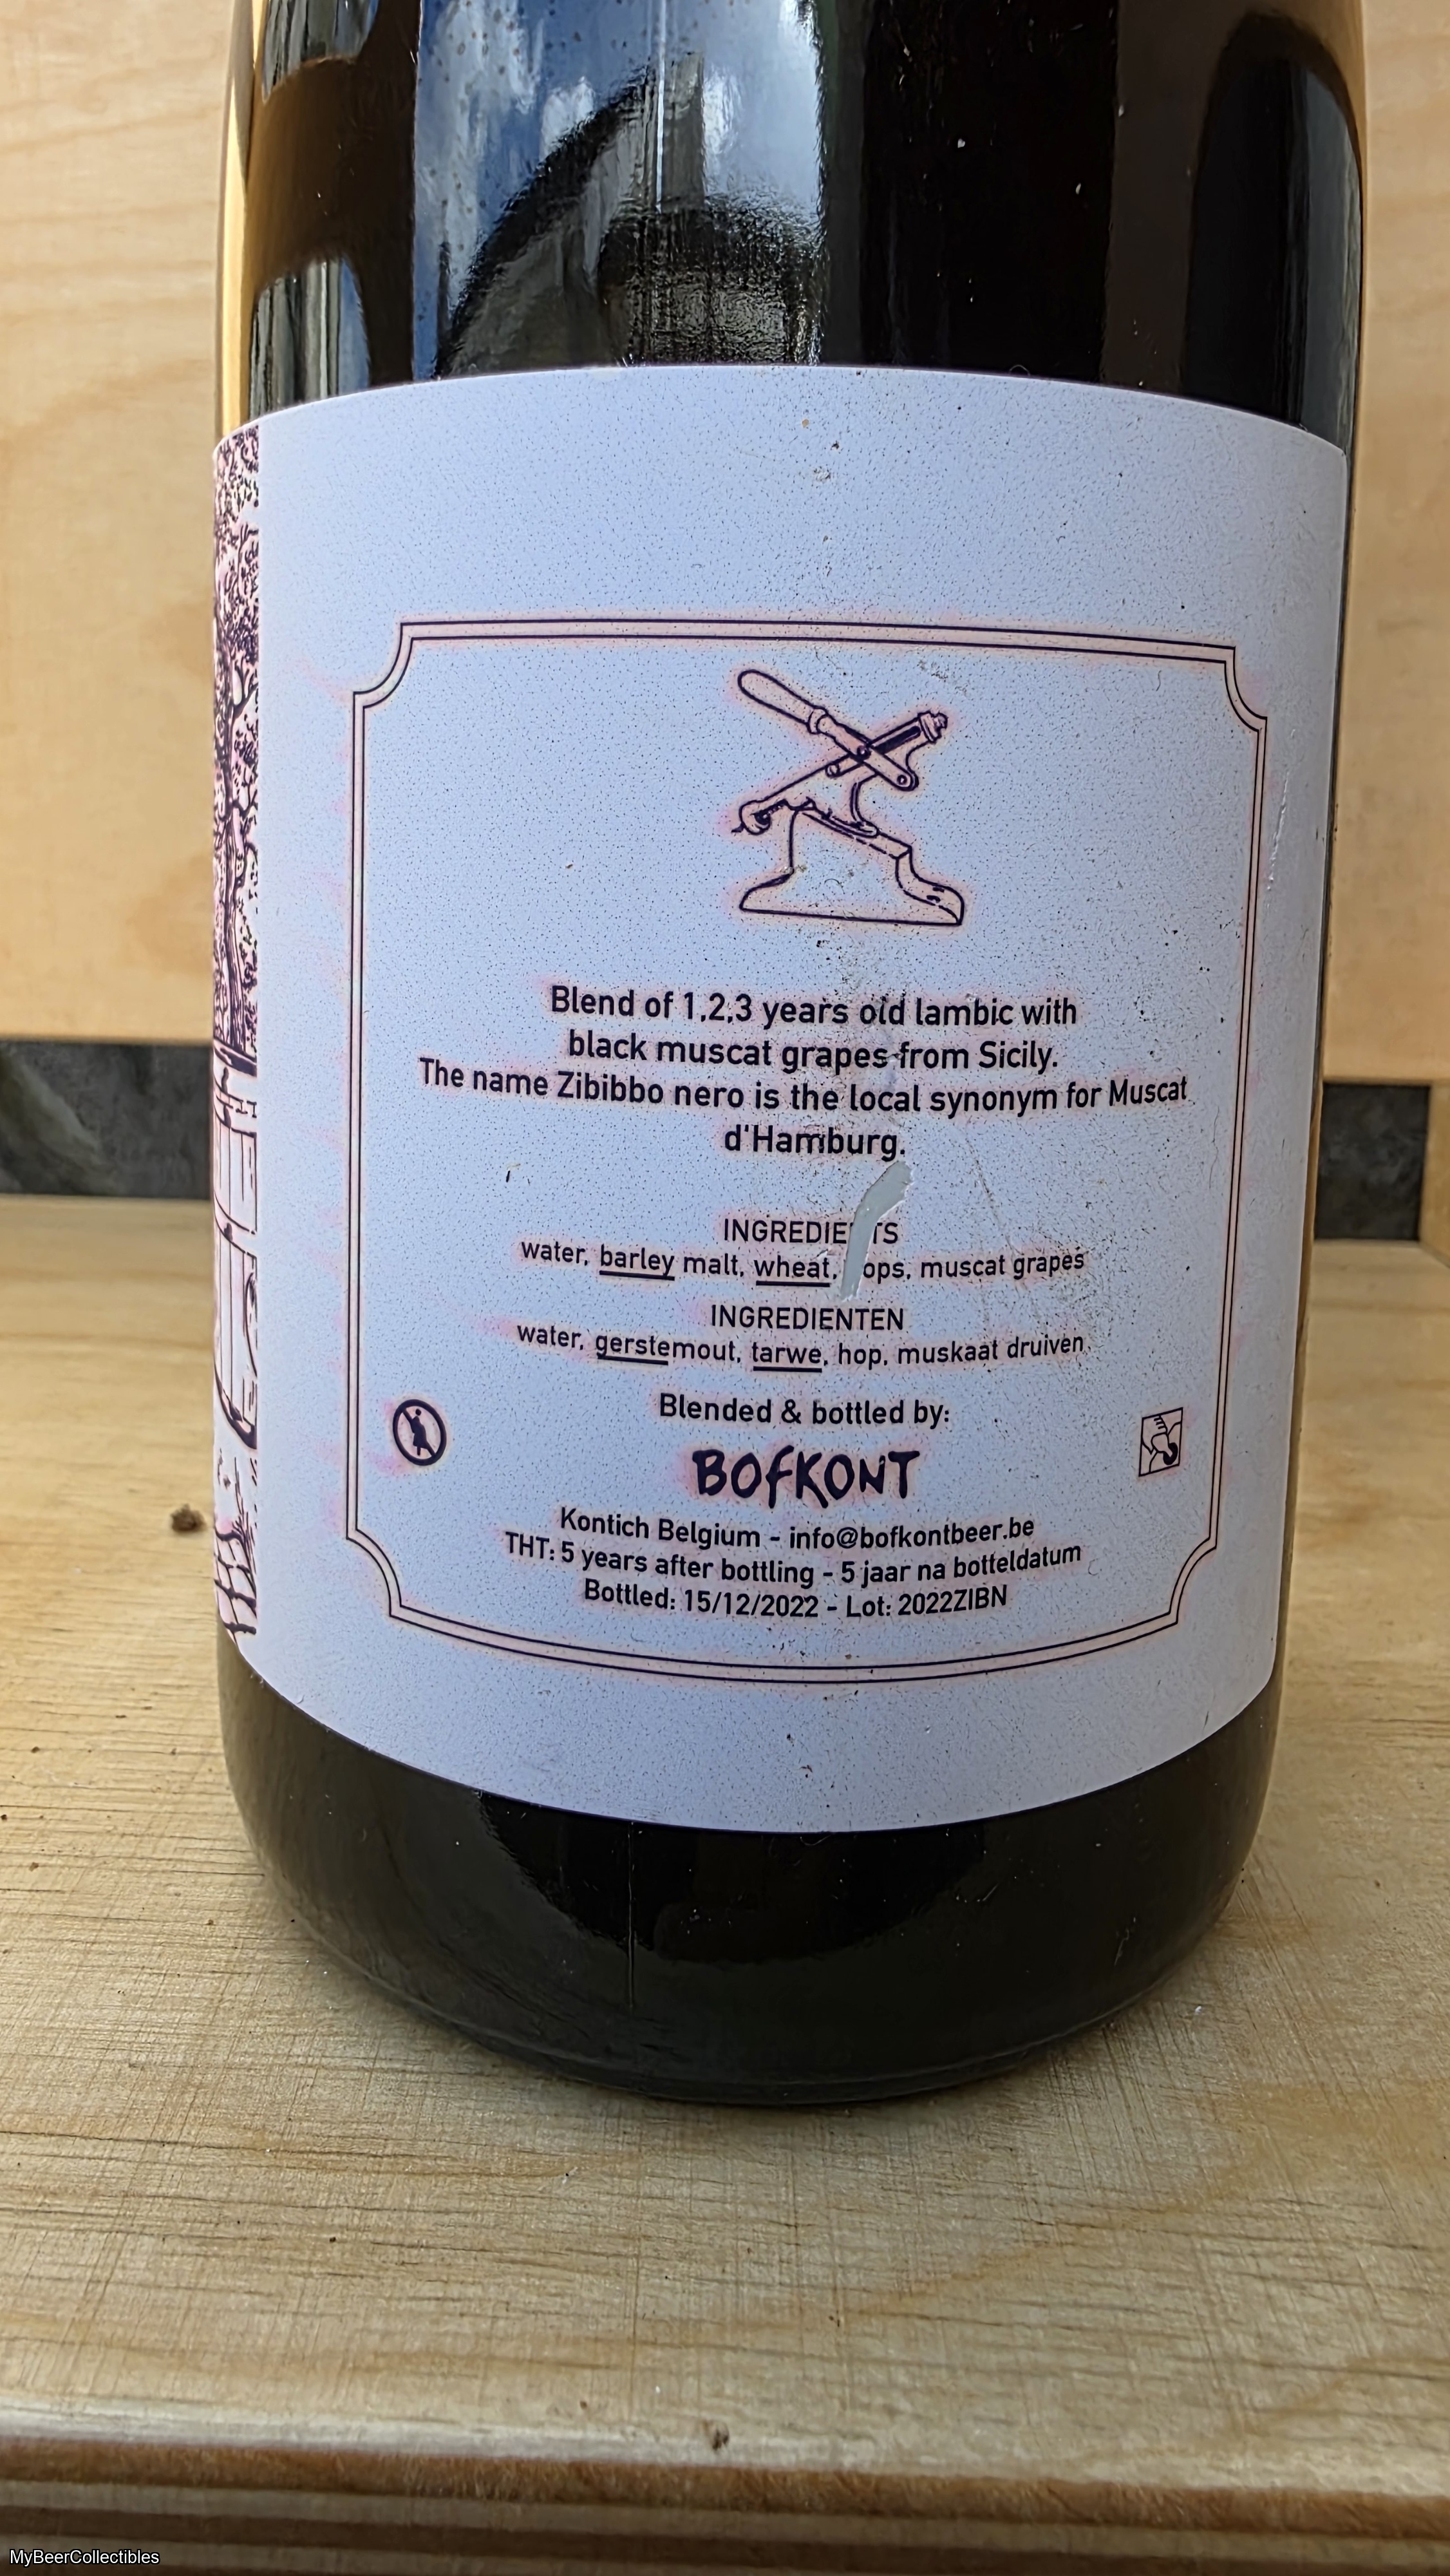 Blend of 1,2,3 years old lambic with
black muscat grapes from Sicily.
The name Zibibbo nero is the local synonym for Muscat
d'Hamburg.
INGREDIENTS
water, barley malt, wheat, hops, muscat grapes
INGREDIENTEN
water, gerstemout, tarwe, hop, muskaat druiven
Blended & bottled by:
BOFKONT
Kontich Belgium - info@bofkontbeer.be
THT: 5 years after bottling - 5 jaar na botteldatum
Bottled: 15/12/2022 - Lot: 2022ZIBN
MyBeerCollectibles